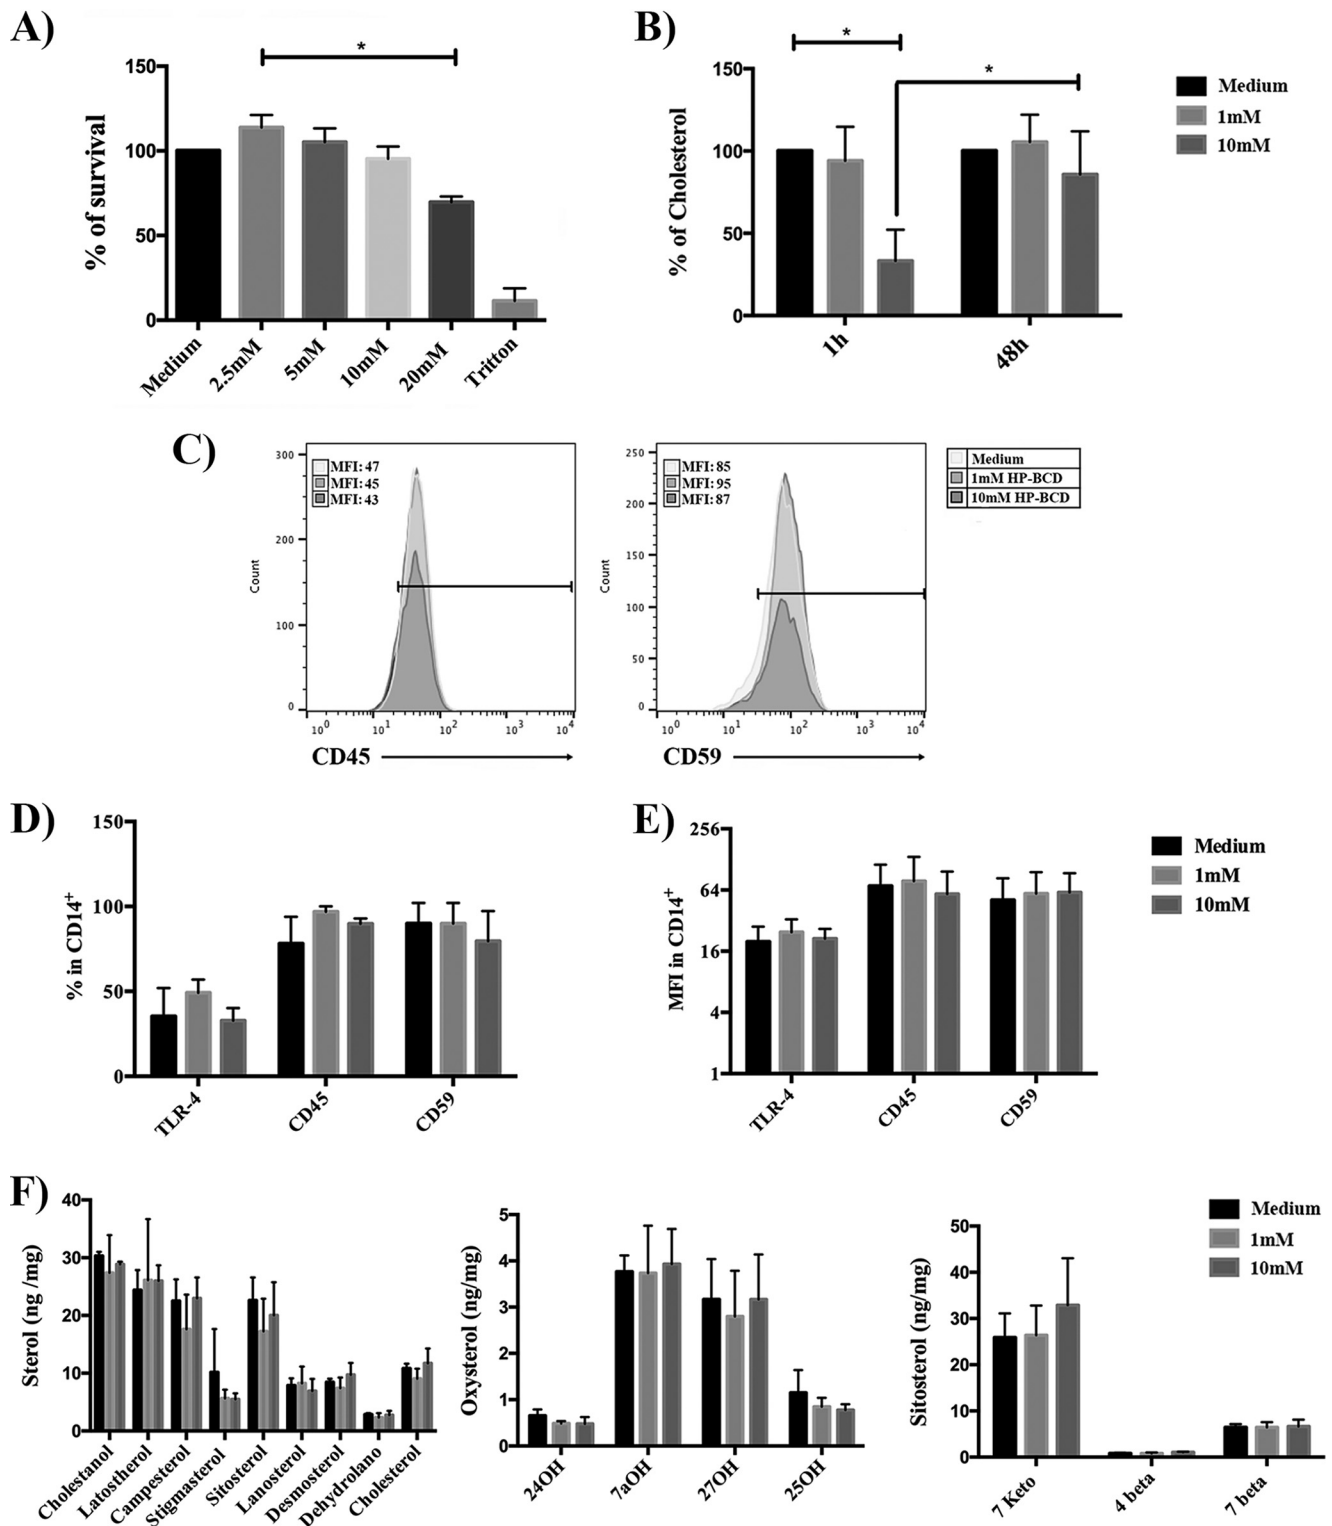 A)
*
150
100
50
0
% of survival
Medium
2.5mM
5mM
10mM
20mM
Tritton
B)
*
*
150
100
50
0
% of Cholesterol
1h
48h
Medium
1mM
10mM
C)
300
200
100
0
Count
MFI: 47
MFI: 45
MFI: 43
10⁰
10¹
10²
10³
10⁴
CD45
250
200
150
100
50
0
Count
MFI: 85
MFI: 95
MFI: 87
10⁰
10¹
10²
10³
10⁴
CD59
Medium
1mM HP-BCD
10mM HP-BCD
D)
150
100
50
0
% in CD14⁺
TLR-4
CD45
CD59
E)
256
64
16
4
1
MFI in CD14⁺
TLR-4
CD45
CD59
Medium
1mM
10mM
F)
40
30
20
10
0
Sterol (ng/mg)
Cholestanol
Latostherol
Campesterol
Stigmasterol
Sitosterol
Lanosterol
Desmosterol
Dehydrolano
Cholesterol
5
4
3
2
1
0
Oxysterol (ng/mg)
24OH
7aOH
27OH
25OH
50
40
30
20
10
0
Sitosterol (ng/mg)
7 Keto
4 beta
7 beta
Medium
1mM
10mM